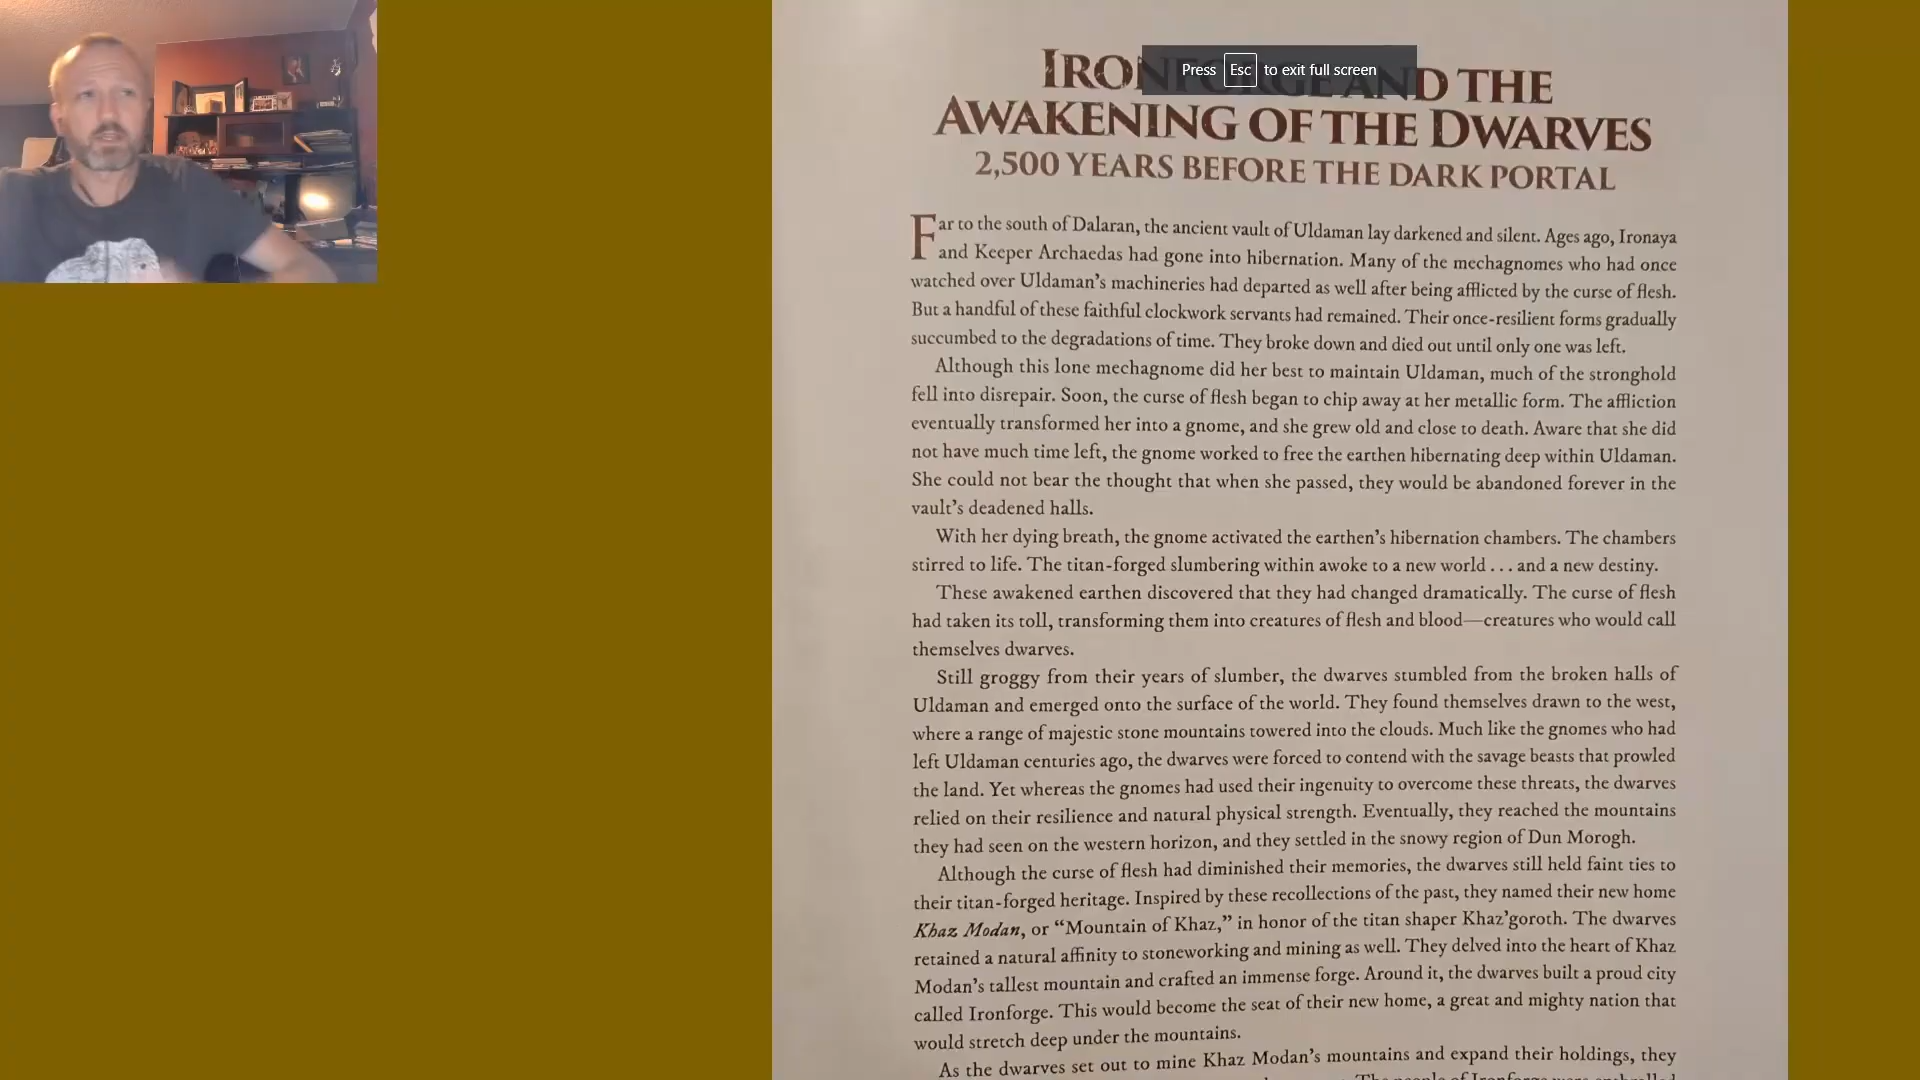 Press Esc to exit full screen
IRONFORGE AND THE
AWAKENING OF THE DWARVES
2,500 YEARS BEFORE THE DARK PORTAL
Far to the south of Dalaran, the ancient vault of Uldaman lay darkened and silent. Ages ago, Ironaya
and Keeper Archaedas had gone into hibernation. Many of the mechagnomes who had once
watched over Uldaman's machineries had departed as well after being afflicted by the curse of flesh.
But a handful of these faithful clockwork servants had remained. Their once-resilient forms gradually
succumbed to the degradations of time. They broke down and died out until only one was left.
Although this lone mechagnome did her best to maintain Uldaman, much of the stronghold
fell into disrepair. Soon, the curse of flesh began to chip away at her metallic form. The affliction
eventually transformed her into a gnome, and she grew old and close to death. Aware that she did
not have much time left, the gnome worked to free the earthen hibernating deep within Uldaman.
She could not bear the thought that when she passed, they would be abandoned forever in the
vault's deadened halls.
With her dying breath, the gnome activated the earthen's hibernation chambers. The chambers
stirred to life. The titan-forged slumbering within awoke to a new world . . . and a new destiny.
These awakened earthen discovered that they had changed dramatically. The curse of flesh
had taken its toll, transforming them into creatures of flesh and blood—creatures who would call
themselves dwarves.
Still groggy from their years of slumber, the dwarves stumbled from the broken halls of
Uldaman and emerged onto the surface of the world. They found themselves drawn to the west,
where a range of majestic stone mountains towered into the clouds. Much like the gnomes who had
left Uldaman centuries ago, the dwarves were forced to contend with the savage beasts that prowled
the land. Yet whereas the gnomes had used their ingenuity to overcome these threats, the dwarves
relied on their resilience and natural physical strength. Eventually, they reached the mountains
they had seen on the western horizon, and they settled in the snowy region of Dun Morogh.
Although the curse of flesh had diminished their memories, the dwarves still held faint ties to
their titan-forged heritage. Inspired by these recollections of the past, they named their new home
Khaz Modan, or “Mountain of Khaz,” in honor of the titan shaper Khaz'goroth. The dwarves
retained a natural affinity to stoneworking and mining as well. They delved into the heart of Khaz
Modan's tallest mountain and crafted an immense forge. Around it, the dwarves built a proud city
called Ironforge. This would become the seat of their new home, a great and mighty nation that
would stretch deep under the mountains.
As the dwarves set out to mine Khaz Modan's mountains and expand their holdings, they